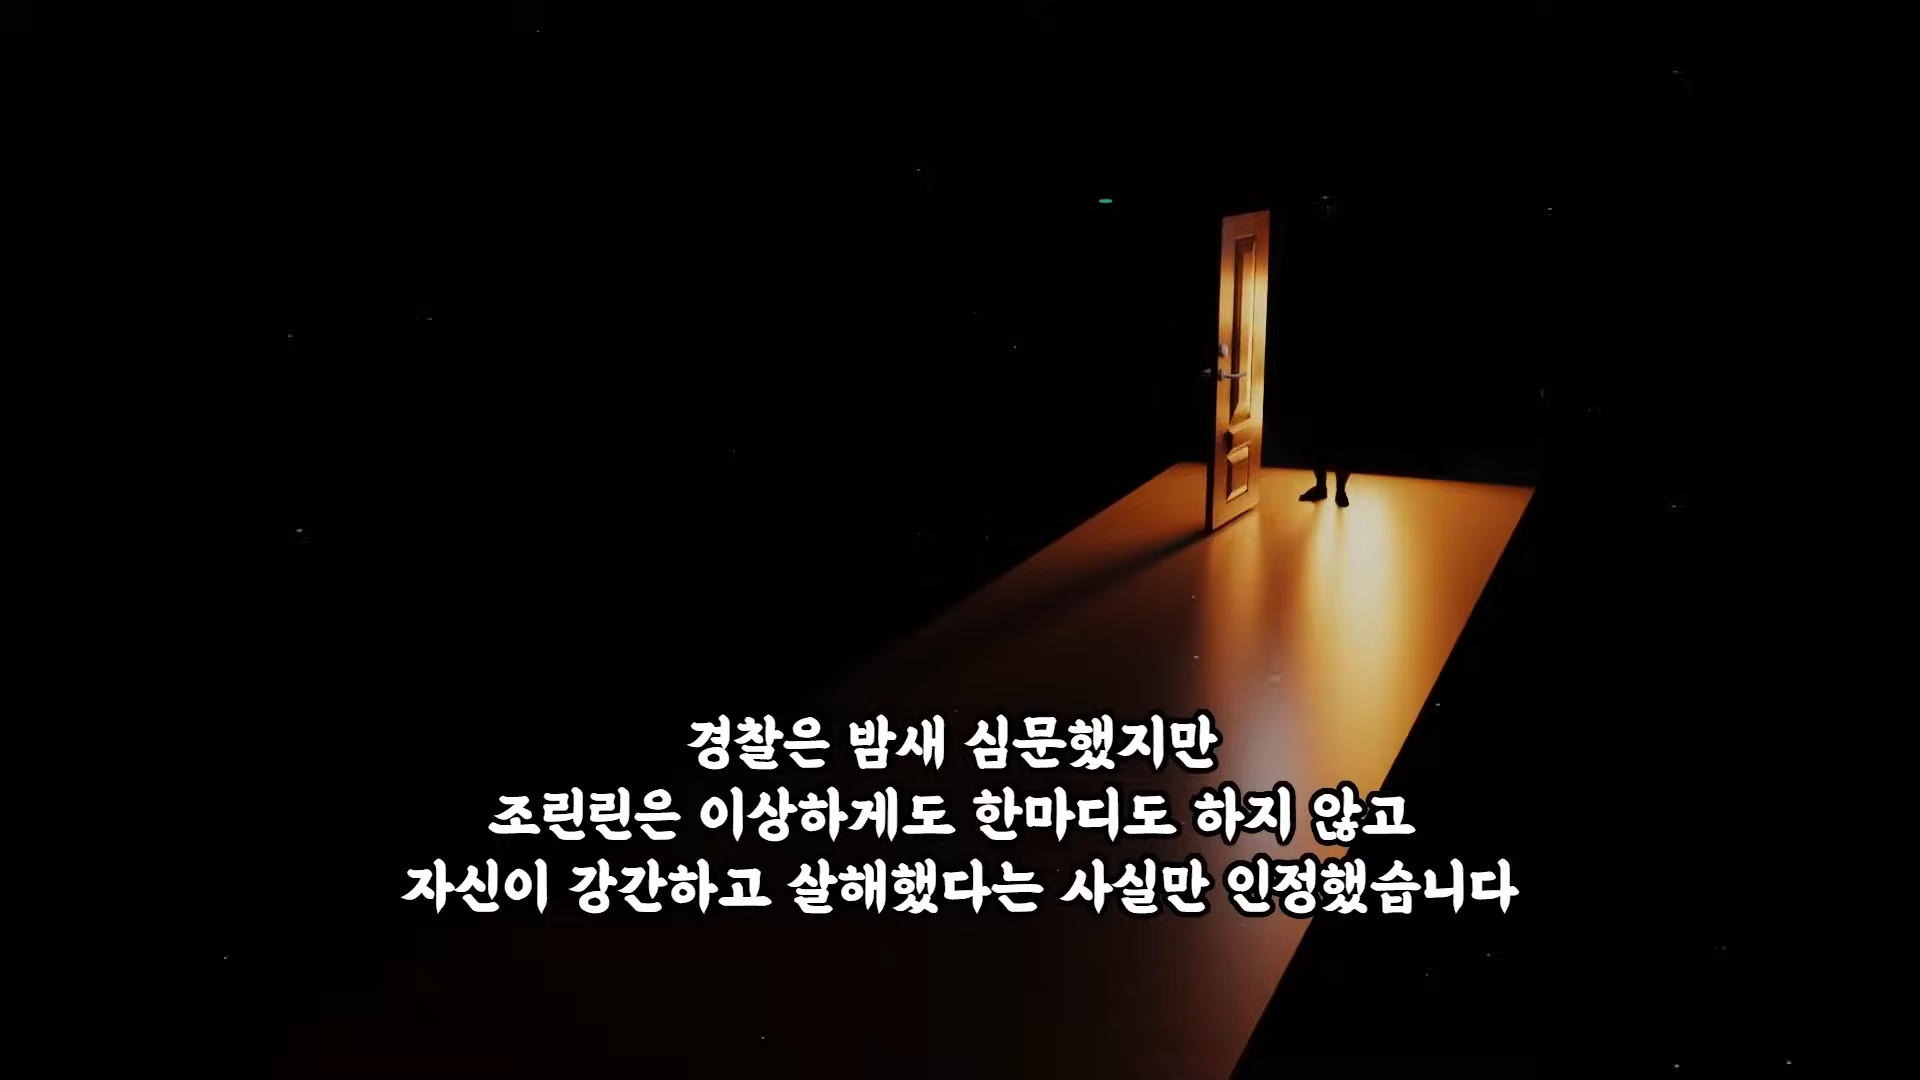 경찰은 밤새 심문했지만
조린린은 이상하게도 한마디도 하지 않고
자신이 강간하고 살해했다는 사실만 인정했습니다